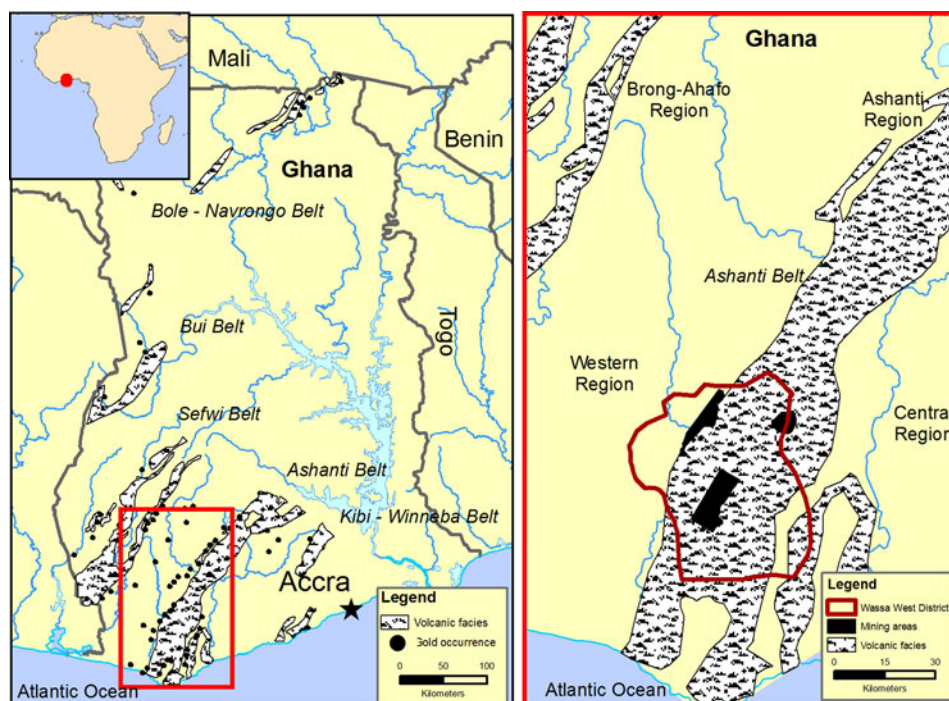 Mali
Benin
Ghana
Bole - Navrongo Belt
Togo
Bui Belt
Sefwi Belt
Ashanti Belt
Kibi - Winneba Belt
Accra
Legend
Volcanic facies
Gold occurrence
0 50 100
Kilometers
Atlantic Ocean
Ghana
Brong-Ahafo
Region
Ashanti
Region
Ashanti Belt
Western
Region
Central
Region
Legend
Wassa West District
Mining areas
Volcanic facies
0 15 30
Kilometers
Atlantic Ocean